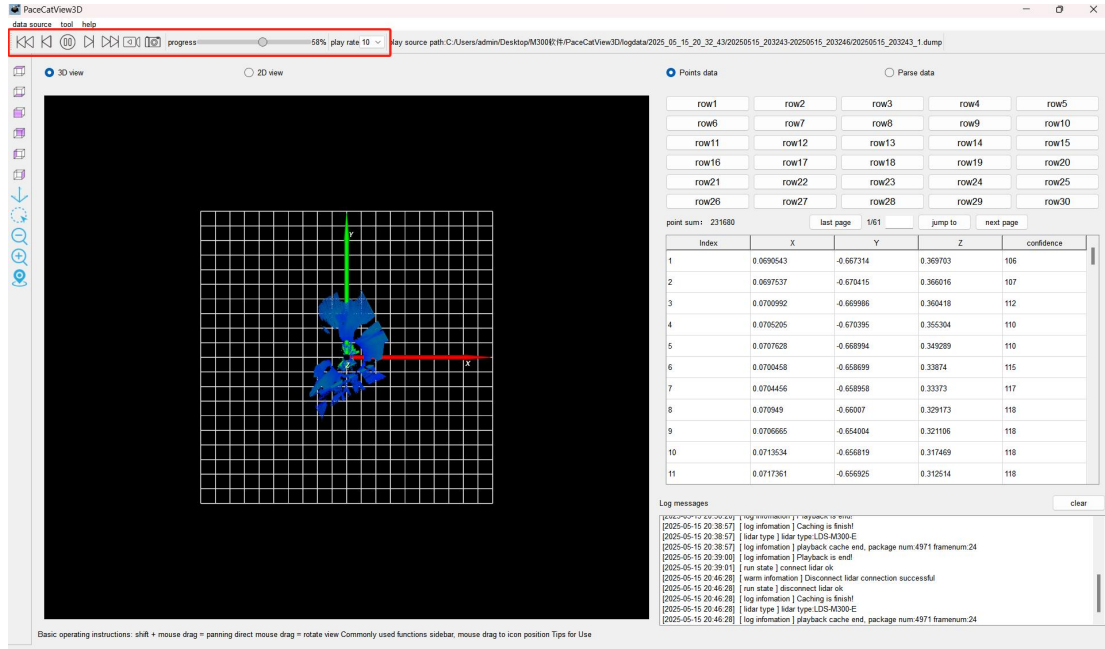 PaceCatView3D
data source tool help
progress 58% play rate 10 play source path:C:/Users/admin/Desktop/M300软件/PaceCatView3D/logdata/2025_05_15_20_32_43/20250515_203243-20250515_203246/20250515_203243_1.dump
3D view 2D view Points data Parse data
row1 row2 row3 row4 row5
row6 row7 row8 row9 row10
row11 row12 row13 row14 row15
row16 row17 row18 row19 row20
row21 row22 row23 row24 row25
row26 row27 row28 row29 row30
point sum: 231680 last page 1/61 jump to next page
Index X Y Z confidence
1 0.0690543 -0.667314 0.369703 106
2 0.0697537 -0.670415 0.366016 107
3 0.0700992 -0.669986 0.360418 112
4 0.0705205 -0.670395 0.355304 110
5 0.0707628 -0.668994 0.349289 110
6 0.0700458 -0.658699 0.33874 115
7 0.0704456 -0.658958 0.33373 117
8 0.070949 -0.66007 0.329173 118
9 0.0706665 -0.654004 0.321106 118
10 0.0713534 -0.656819 0.317469 118
11 0.0717361 -0.656925 0.312514 118
Y
Z
X
Log messages clear
[2025-05-15 20:38:57] [ log infomation ] Caching is finish!
[2025-05-15 20:38:57] [ lidar type ] lidar type:LDS-M300-E
[2025-05-15 20:38:57] [ log infomation ] playback cache end, package num:4971 framenum:24
[2025-05-15 20:39:00] [ log infomation ] Playback is end!
[2025-05-15 20:39:01] [ run state ] connect lidar ok
[2025-05-15 20:46:28] [ warm infomation ] Disconnect lidar connection successful
[2025-05-15 20:46:28] [ run state ] disconnect lidar ok
[2025-05-15 20:46:28] [ log infomation ] Caching is finish!
[2025-05-15 20:46:28] [ lidar type ] lidar type:LDS-M300-E
[2025-05-15 20:46:28] [ log infomation ] playback cache end, package num:4971 framenum:24
Basic operating instructions: shift + mouse drag = panning direct mouse drag = rotate view Commonly used functions sidebar, mouse drag to icon position Tips for Use